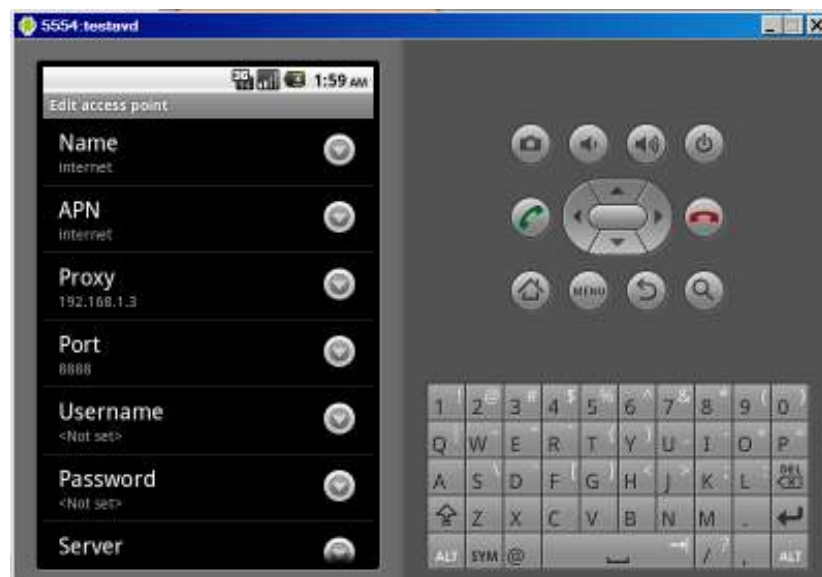 5554:testavd
3G 1:59 AM
Edit access point
Name
internet
APN
internet
Proxy
192.168.1.3
Port
8888
Username
<Not set>
Password
<Not set>
Server
MENU
1 ! 2 @ 3 # 4 $ 5 % 6 ^ 7 & 8 * 9 ( 0 )
Q W E R T Y U I O P
A S D F G H J K L DEL
Z X C V B N M .
ALT SYM @ / ? , ALT